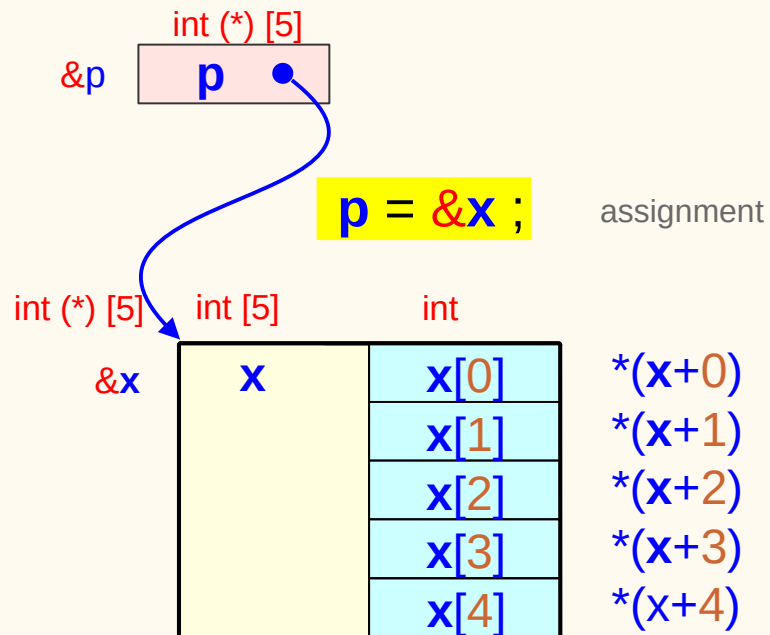 int (*) [5]
&p p
p = &x ;
assignment
int (*) [5] int [5] int
&x x x[0] *(x+0)
x[1] *(x+1)
x[2] *(x+2)
x[3] *(x+3)
x[4] *(x+4)